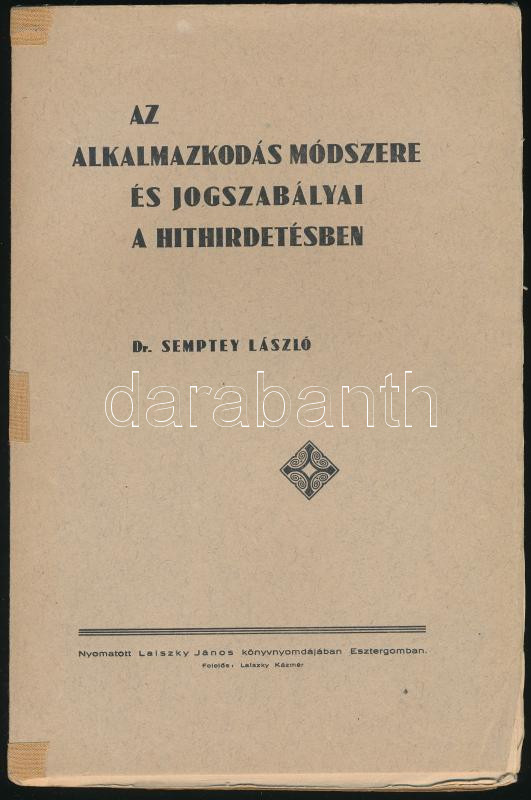 AZ
ALKALMAZKODÁS MÓDSZERE
ÉS JOGSZABÁLYAI
A HITHIRDETÉSBEN
Dr. SEMPTEY LÁSZLÓ
darabanth
Nyomatott Laiszky János könyvnyomdájában Esztergomban.
Felelős: Laiszky Kázmér